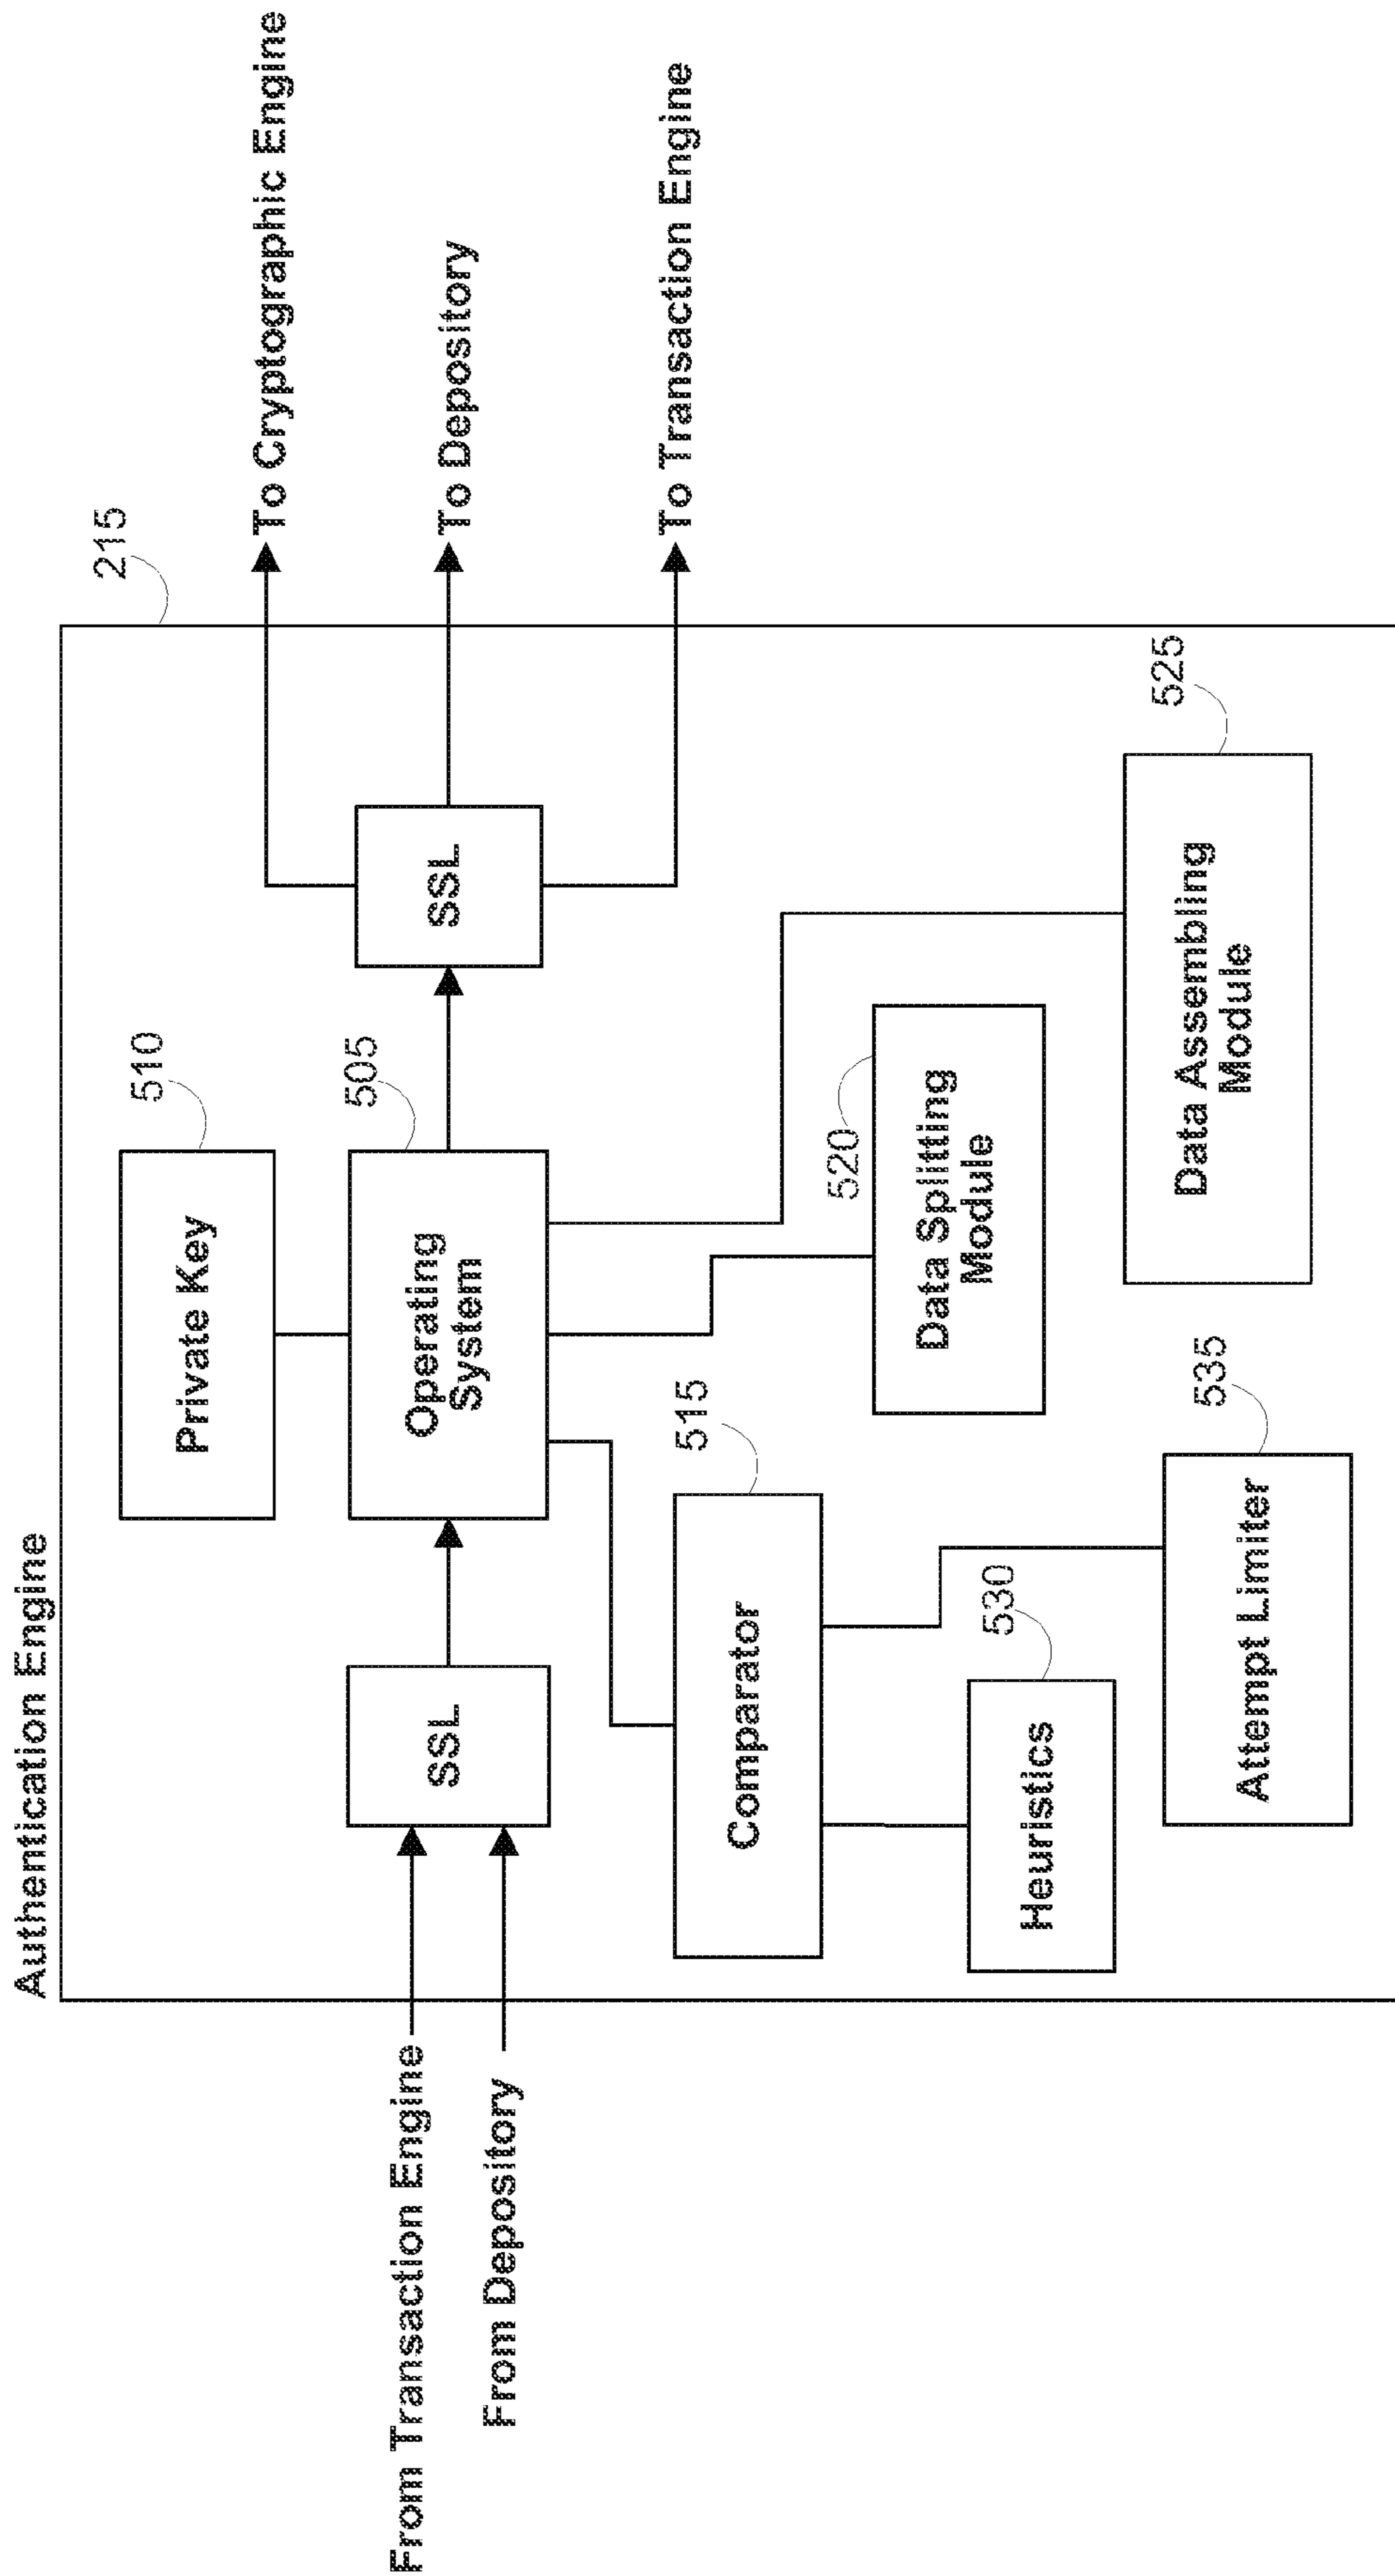 Authentication Engine
215
From Transaction Engine
From Depository
SSL
Private Key
510
Operating
System
505
SSL
To Cryptographic Engine
To Depository
To Transaction Engine
Comparator
515
Heuristics
530
Attempt Limiter
535
Data Splitting
Module
520
Data Assembling
Module
525